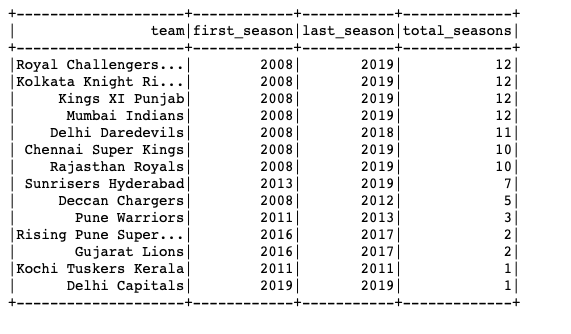 +--------------------+------------+-----------+-------------+
|                team|first_season|last_season|total_seasons|
+--------------------+------------+-----------+-------------+
|Royal Challengers...|        2008|       2019|           12|
|Kolkata Knight Ri...|        2008|       2019|           12|
|     Kings XI Punjab|        2008|       2019|           12|
|      Mumbai Indians|        2008|       2019|           12|
|    Delhi Daredevils|        2008|       2018|           11|
| Chennai Super Kings|        2008|       2019|           10|
|    Rajasthan Royals|        2008|       2019|           10|
| Sunrisers Hyderabad|        2013|       2019|            7|
|     Deccan Chargers|        2008|       2012|            5|
|       Pune Warriors|        2011|       2013|            3|
|Rising Pune Super...|        2016|       2017|            2|
|       Gujarat Lions|        2016|       2017|            2|
|Kochi Tuskers Kerala|        2011|       2011|            1|
|      Delhi Capitals|        2019|       2019|            1|
+--------------------+------------+-----------+-------------+